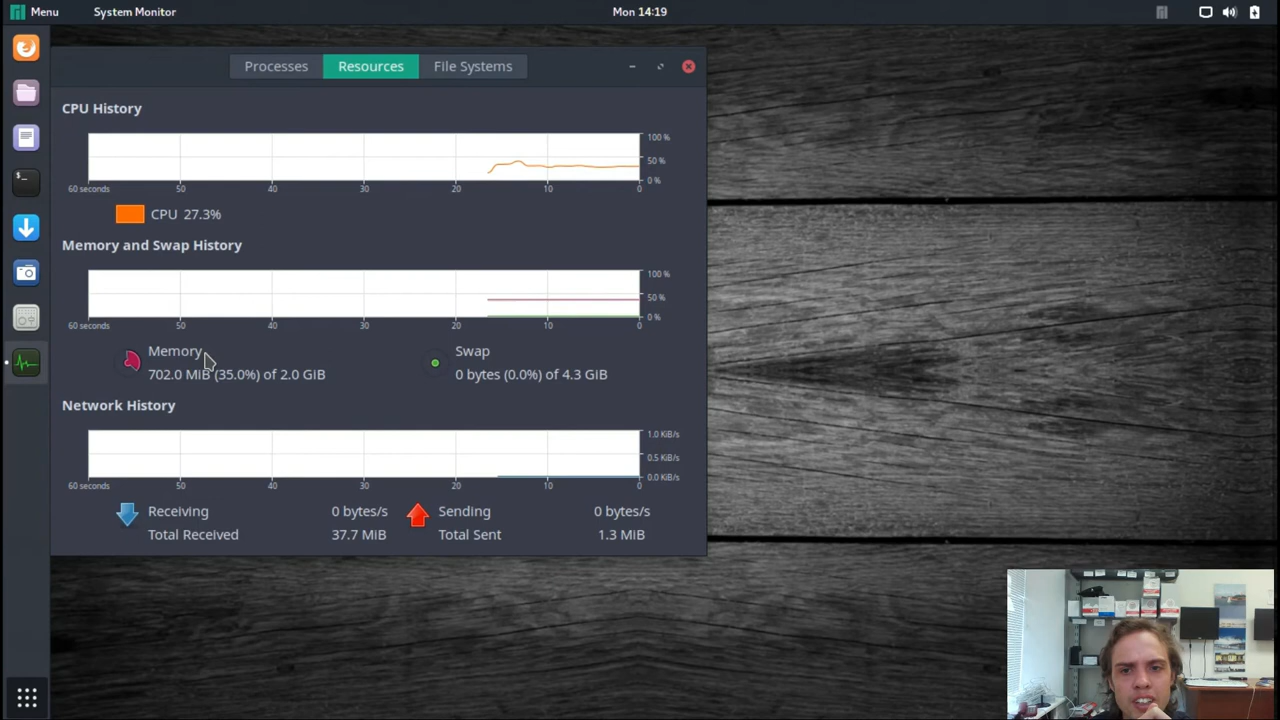 Menu System Monitor Mon 14:19
Processes Resources File Systems
CPU History
100 %
50 %
0 %
60 seconds 50 40 30 20 10 0
CPU 27.3%
Memory and Swap History
100 %
50 %
0 %
60 seconds 50 40 30 20 10 0
Memory Swap
702.0 MiB (35.0%) of 2.0 GiB 0 bytes (0.0%) of 4.3 GiB
Network History
1.0 KiB/s
0.5 KiB/s
0.0 KiB/s
60 seconds 50 40 30 20 10 0
Receiving 0 bytes/s Sending 0 bytes/s
Total Received 37.7 MiB Total Sent 1.3 MiB